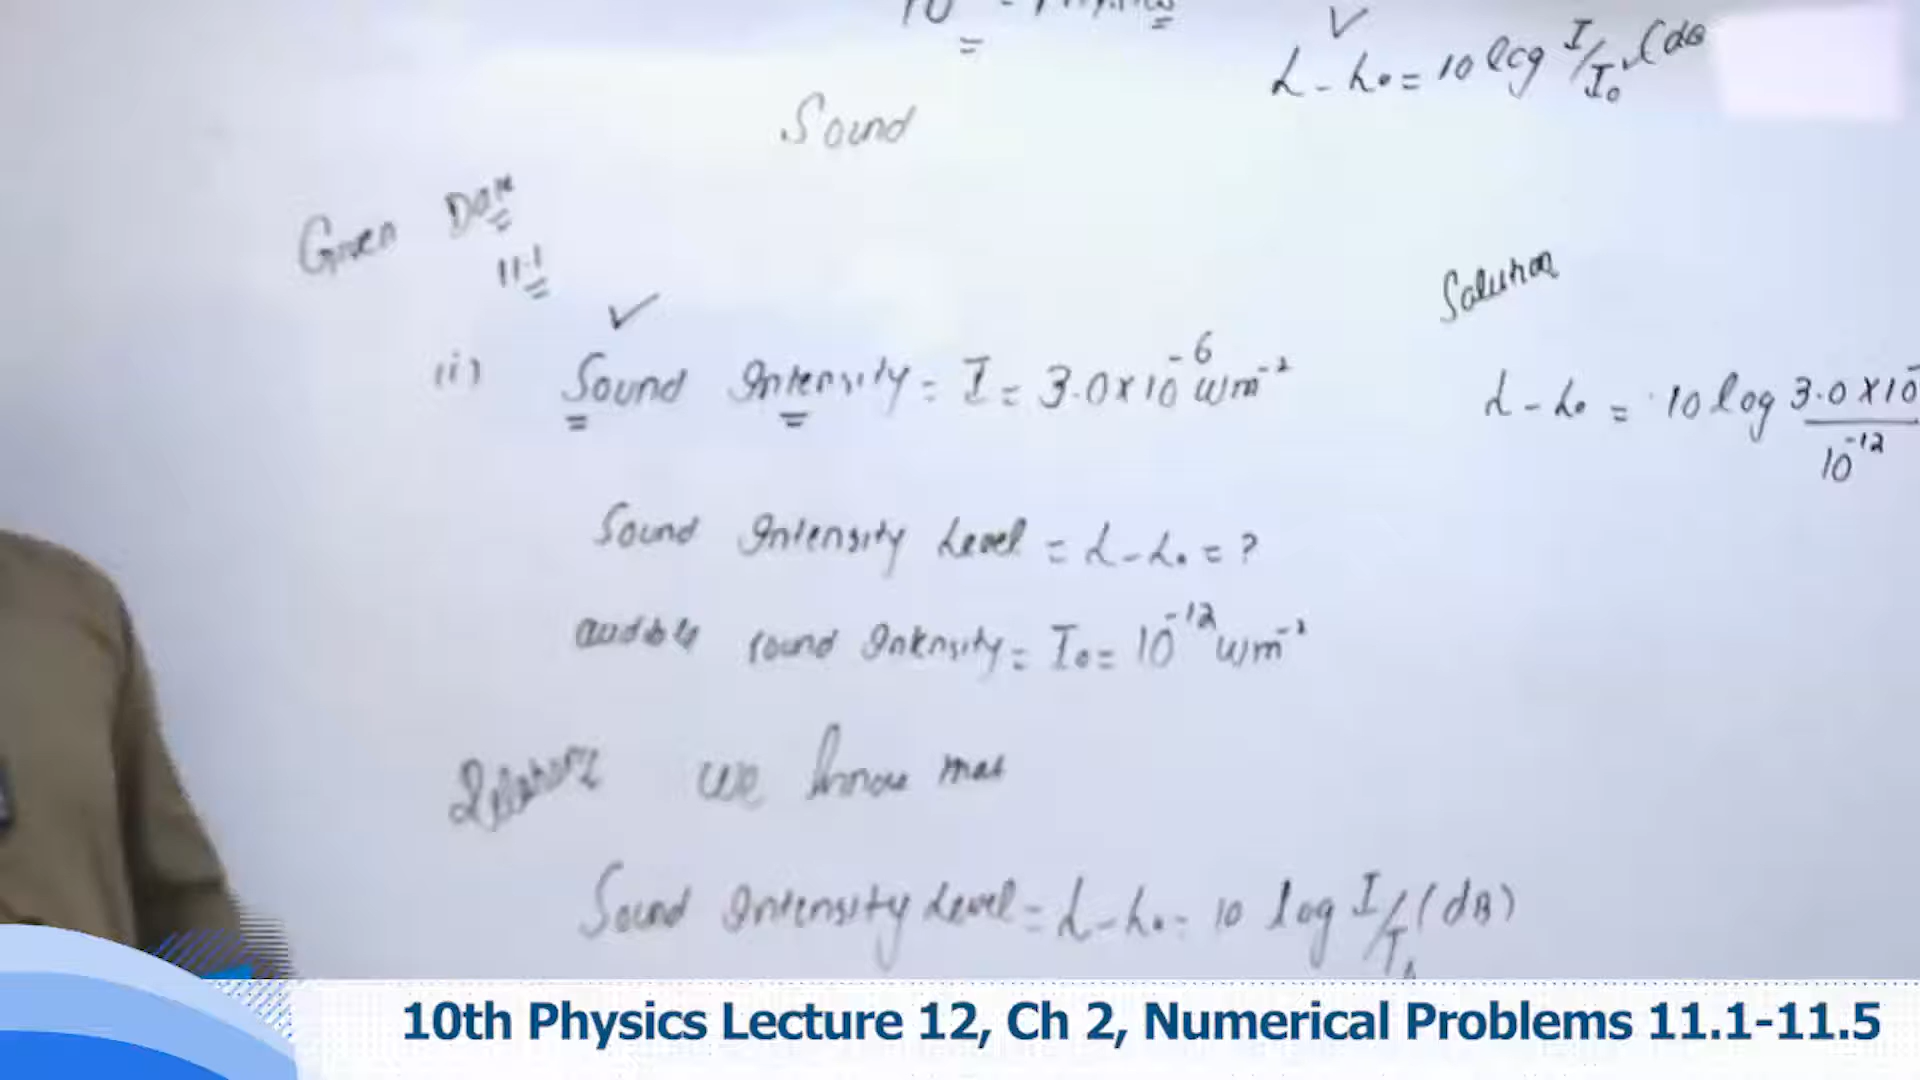 10 - Physics
L - L₀ = 10 log I/I₀ (dB
Sound
Given Data
11.1
(i) Sound Intensity = I = 3.0 x 10⁻⁶ wm⁻²
Solution
L - L₀ = 10 log 3.0 x 10⁻ / 10⁻¹²
Sound Intensity Level = L - L₀ = ?
audible sound Intensity = I₀ = 10⁻¹² wm⁻²
we know that
Sound Intensity Level = L - L₀ = 10 log I/I₀ (dB)
10th Physics Lecture 12, Ch 2, Numerical Problems 11.1-11.5